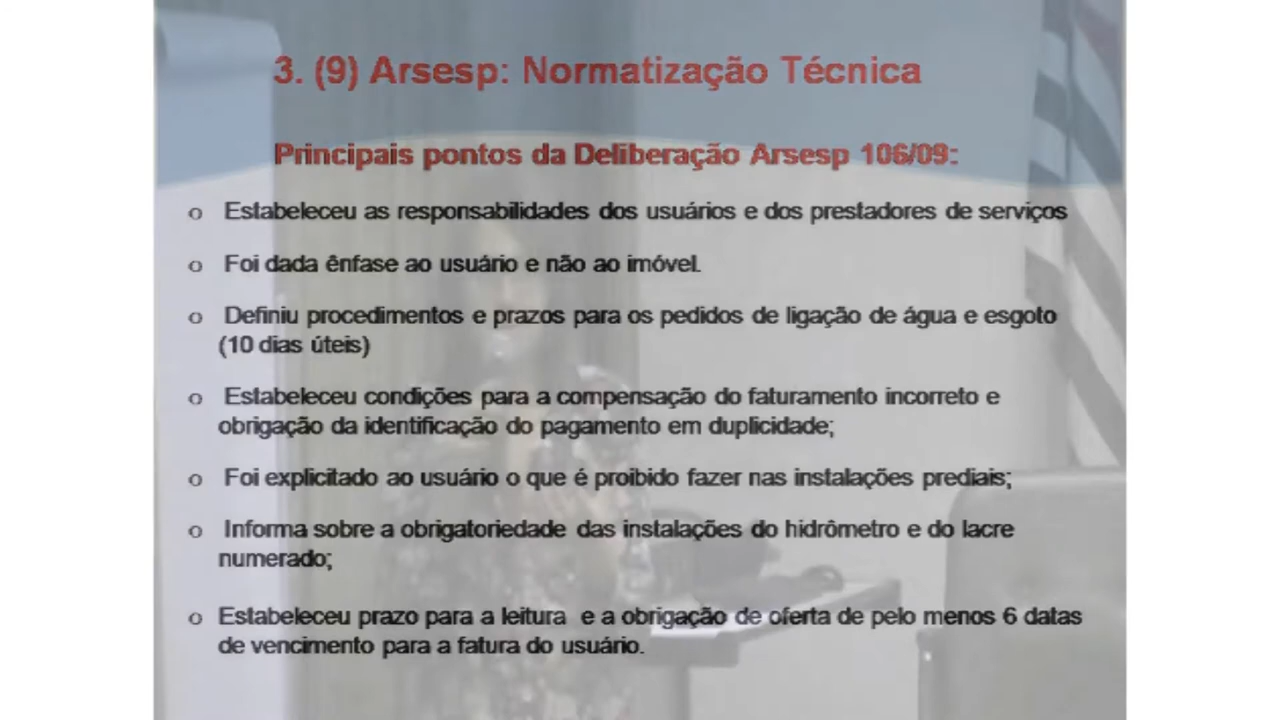 3. (9) Arsesp: Normatização Técnica
Principais pontos da Deliberação Arsesp 106/09:
o Estabeleceu as responsabilidades dos usuários e dos prestadores de serviços
o Foi dada ênfase ao usuário e não ao imóvel.
o Definiu procedimentos e prazos para os pedidos de ligação de água e esgoto
(10 dias úteis)
o Estabeleceu condições para a compensação do faturamento incorreto e
obrigação da identificação do pagamento em duplicidade;
o Foi explicitado ao usuário o que é proibido fazer nas instalações prediais;
o Informa sobre a obrigatoriedade das instalações do hidrômetro e do lacre
numerado;
o Estabeleceu prazo para a leitura e a obrigação de oferta de pelo menos 6 datas
de vencimento para a fatura do usuário.